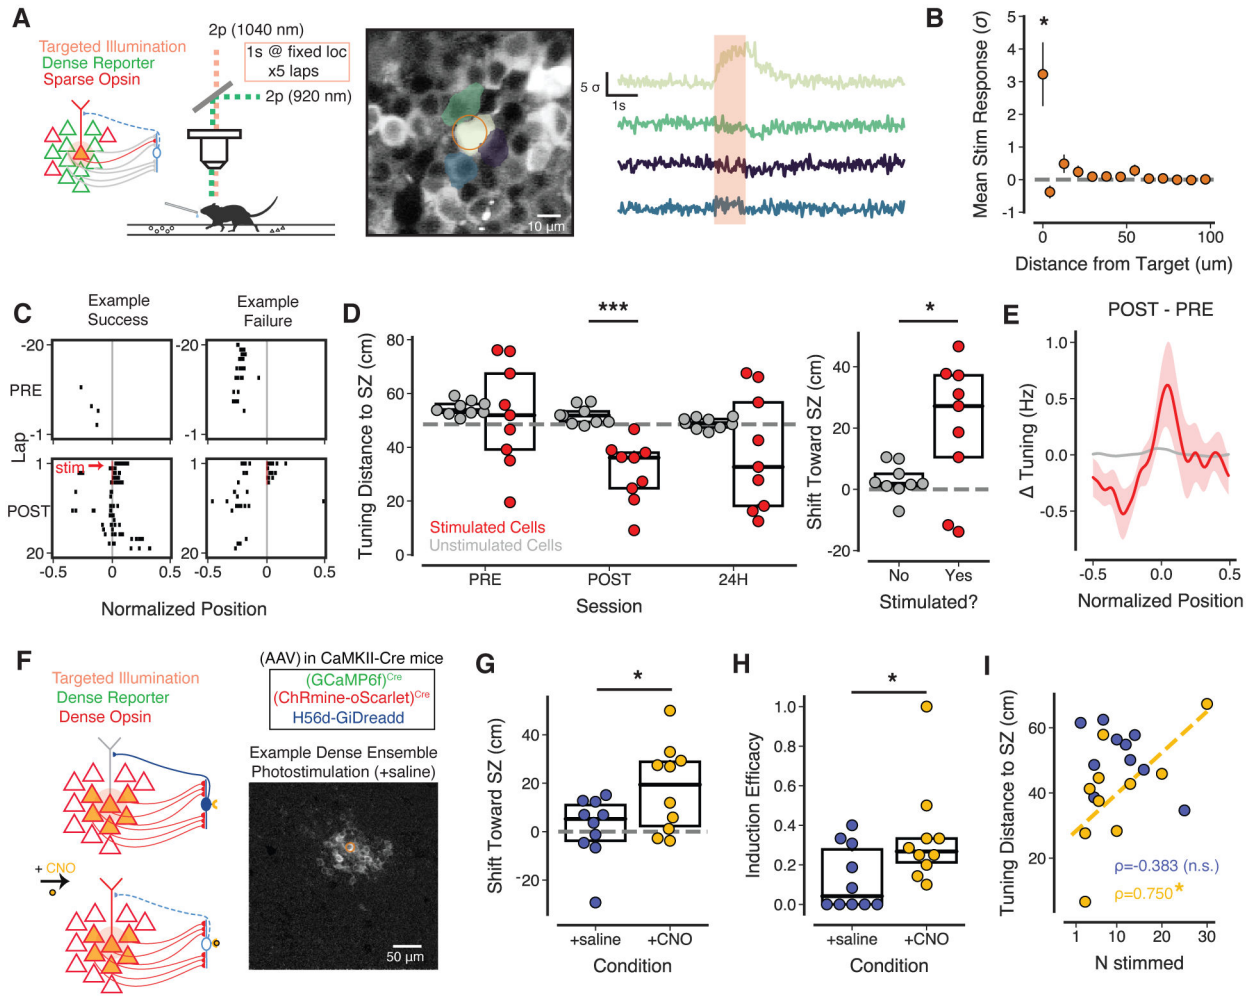 A
Targeted Illumination
Dense Reporter
Sparse Opsin
2p (1040 nm)
1s @ fixed loc
x5 laps
2p (920 nm)
10 µm
5 σ
1s
B
Mean Stim Response (σ)
5
4
3
2
1
0
-1
*
0
50
100
Distance from Target (um)
C
Example
Success
Example
Failure
Lap
PRE
-20
-1
-20
-1
POST
1
20
1
20
stim
-0.5
0
0.5
-0.5
0
0.5
Normalized Position
D
Tuning Distance to SZ (cm)
80
60
40
20
0
***
Stimulated Cells
Unstimulated Cells
PRE
POST
24H
Session
Shift Toward SZ (cm)
40
20
0
-20
*
No
Yes
Stimulated?
E
POST - PRE
Δ Tuning (Hz)
1.0
0.5
0.0
-0.5
-0.5
0.0
0.5
Normalized Position
F
Targeted Illumination
Dense Reporter
Dense Opsin
+ CNO
(AAV) in CaMKII-Cre mice
(GCaMP6f)Cre
(ChRmine-oScarlet)Cre
H56d-GiDreadd
Example Dense Ensemble
Photostimulation (+saline)
50 µm
G
Shift Toward SZ (cm)
40
20
0
20
*
+saline
+CNO
Condition
H
Induction Efficacy
1.0
0.8
0.6
0.4
0.2
0.0
*
+saline
+CNO
Condition
I
Tuning Distance to SZ (cm)
60
40
20
ρ=-0.383 (n.s.)
ρ=0.750*
1
10
20
30
N stimmed